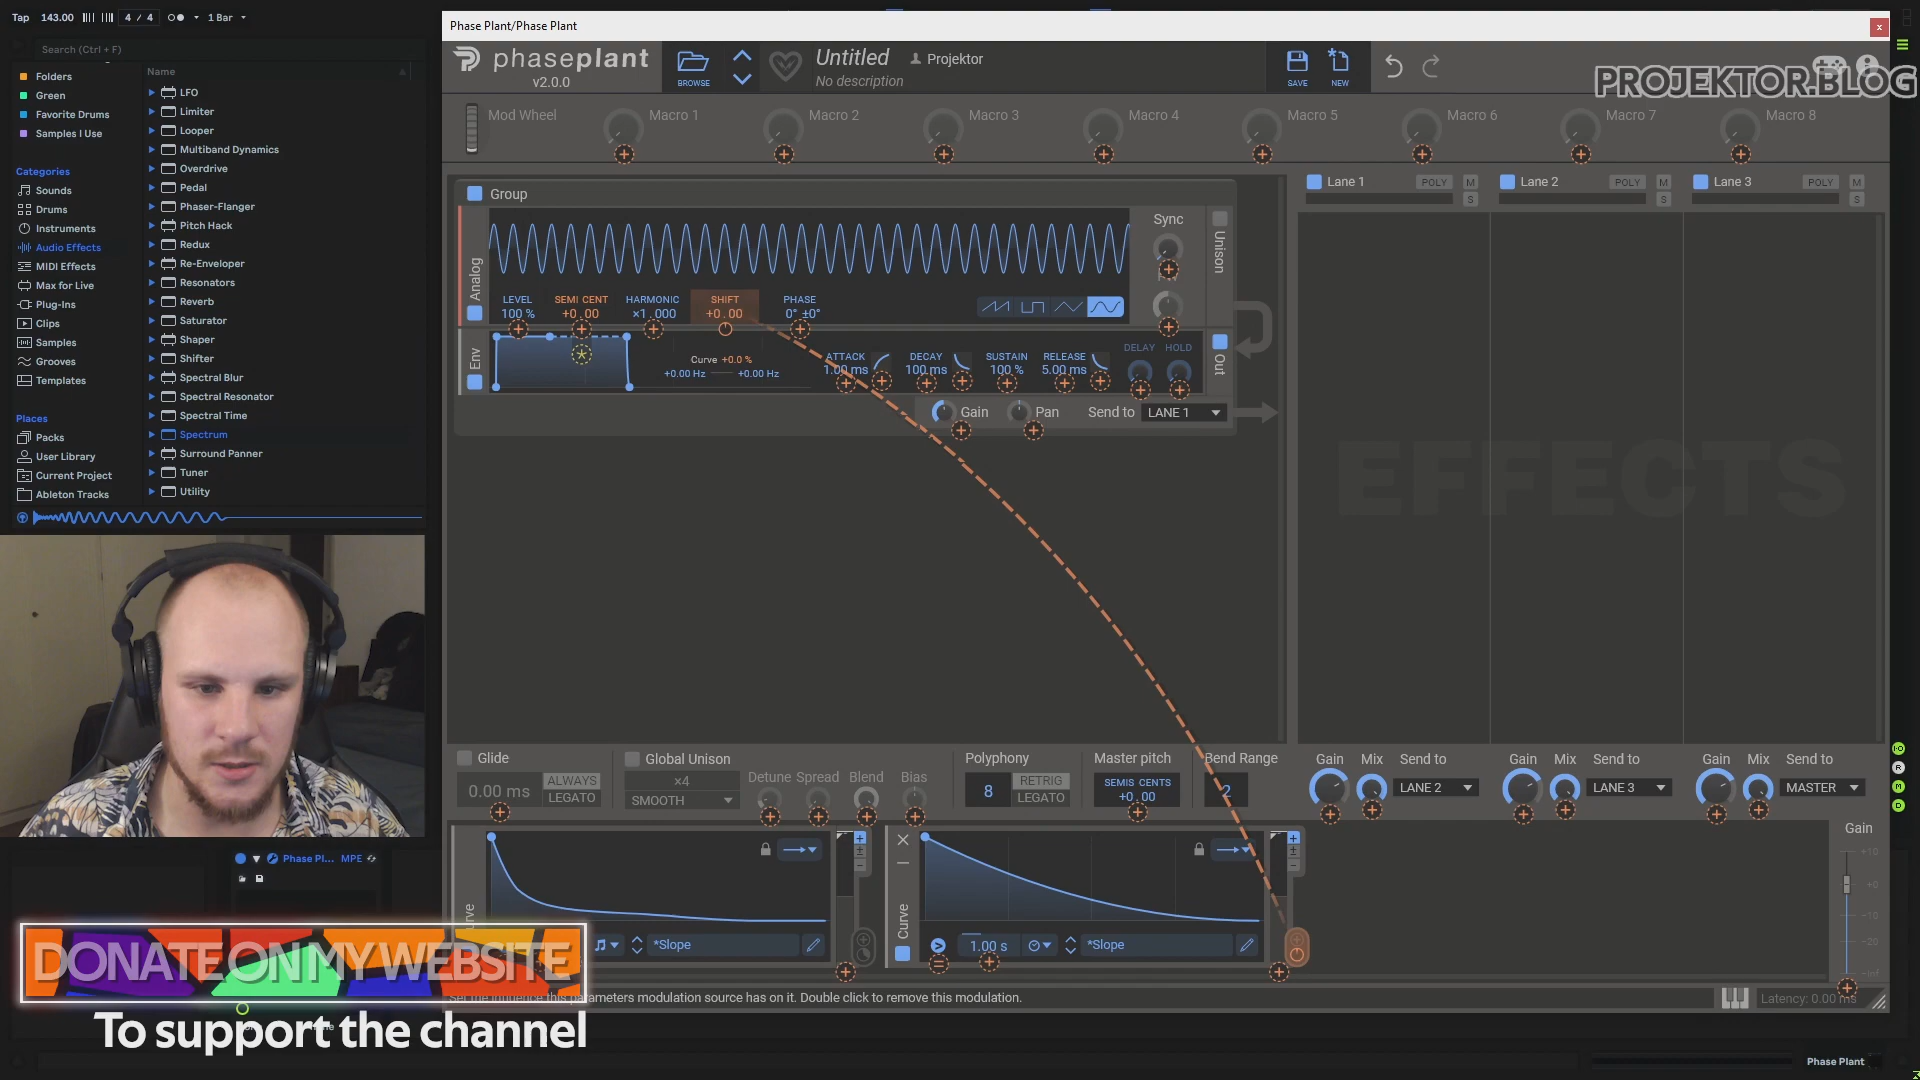 Tap 143.00 4 / 4 1 Bar
Search (Ctrl + F)
Folders
Green
Favorite Drums
Samples I Use
Categories
Sounds
Drums
Instruments
Audio Effects
MIDI Effects
Max for Live
Plug-Ins
Clips
Samples
Grooves
Templates
Places
Packs
User Library
Current Project
Ableton Tracks
Name
LFO
Limiter
Looper
Multiband Dynamics
Overdrive
Pedal
Phaser-Flanger
Pitch Hack
Redux
Re-Enveloper
Resonators
Reverb
Saturator
Shaper
Shifter
Spectral Blur
Spectral Resonator
Spectral Time
Spectrum
Surround Panner
Tuner
Utility
Phase Plant/Phase Plant
phaseplant
v2.0.0
BROWSE
Untitled
Projektor
No description
SAVE
NEW
PROJEKTOR.BLOG
Mod Wheel
Macro 1
Macro 2
Macro 3
Macro 4
Macro 5
Macro 6
Macro 7
Macro 8
Group
Analog
Sync
Unison
LEVEL SEMI CENT HARMONIC SHIFT PHASE
100 % +0.00 ×1.000 +0.00 0° ±0°
Env
Curve +0.0 %
+0.00 Hz +0.00 Hz
ATTACK DECAY SUSTAIN RELEASE DELAY HOLD
1.00 ms 100 ms 100 % 5.00 ms
Out
Gain Pan Send to LANE 1
Lane 1 POLY M S
Lane 2 POLY M S
Lane 3 POLY M S
EFFECTS
Glide
0.00 ms
ALWAYS
LEGATO
Global Unison
×4
SMOOTH
Detune Spread Blend Bias
Polyphony
8
RETRIG
LEGATO
Master pitch
SEMIS CENTS
+0.00
Bend Range
2
Gain Mix Send to
LANE 2
Gain Mix Send to
LANE 3
Gain Mix Send to
MASTER
*Slope
Curve
1.00 s
*Slope
Gain
+10
+0
-10
-20
-inf
Phase Pl... MPE
DONATE ON MY WEBSITE
To support the channel
parameters modulation source has on it. Double click to remove this modulation.
Latency: 0.00 ms
Phase Plant